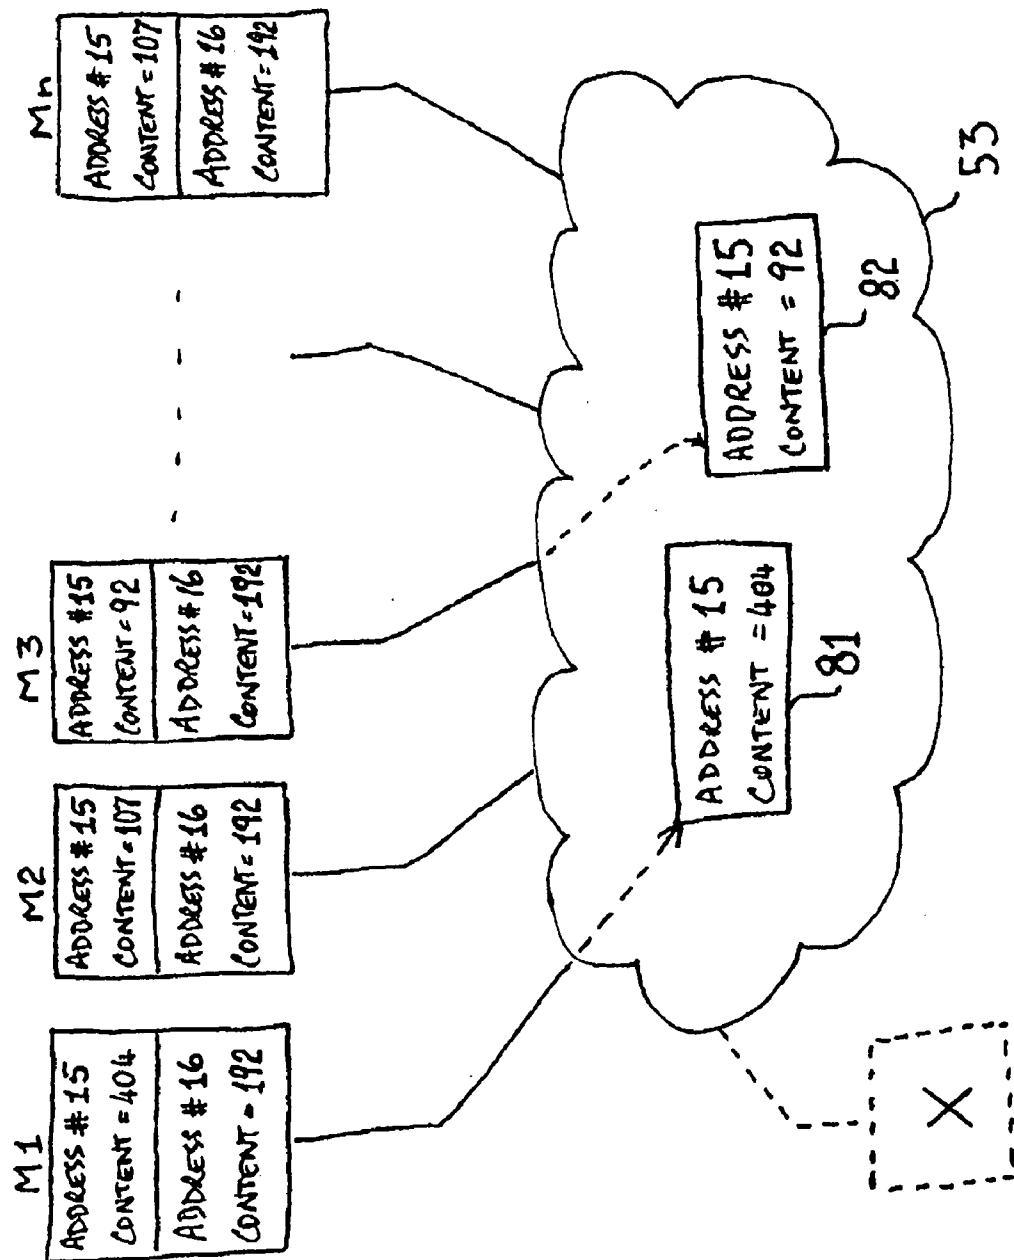 M1
ADDRESS #15
CONTENT=404
ADDRESS #16
CONTENT=192
M2
ADDRESS #15
CONTENT=107
ADDRESS #16
CONTENT=192
M3
ADDRESS #15
CONTENT=92
ADDRESS #16
CONTENT=192
Mn
ADDRESS #15
CONTENT=107
ADDRESS #16
CONTENT=192
ADDRESS #15
CONTENT =404
81
ADDRESS #15
CONTENT = 92
82
53
X